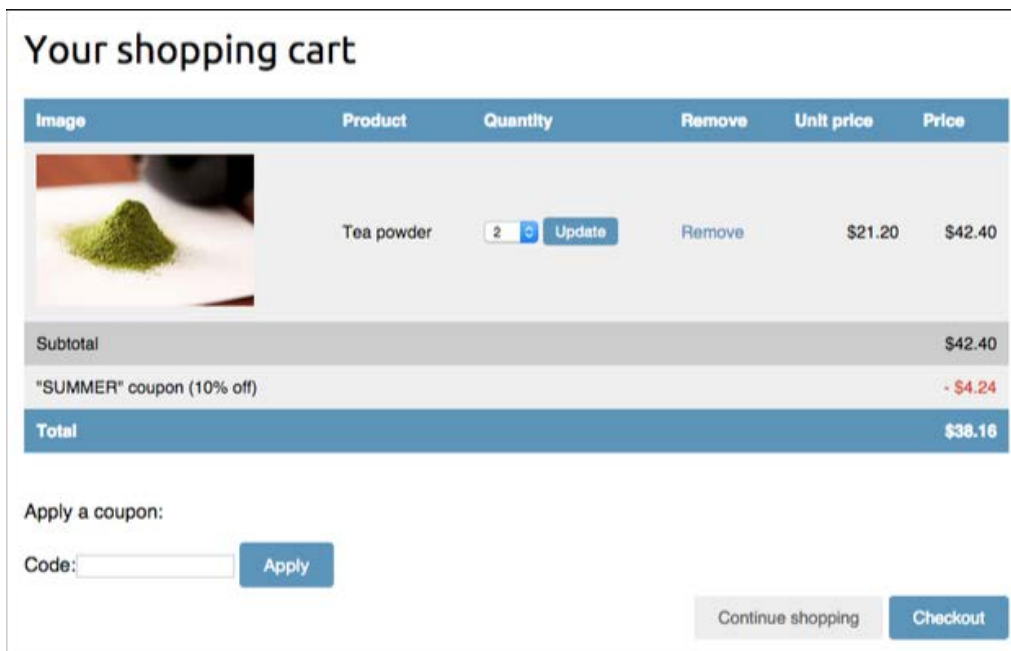 Your shopping cart
Image Product Quantity Remove Unit price Price
Tea powder 2 Update Remove $21.20 $42.40
Subtotal $42.40
"SUMMER" coupon (10% off) - $4.24
Total $38.16
Apply a coupon:
Code: Apply
Continue shopping Checkout